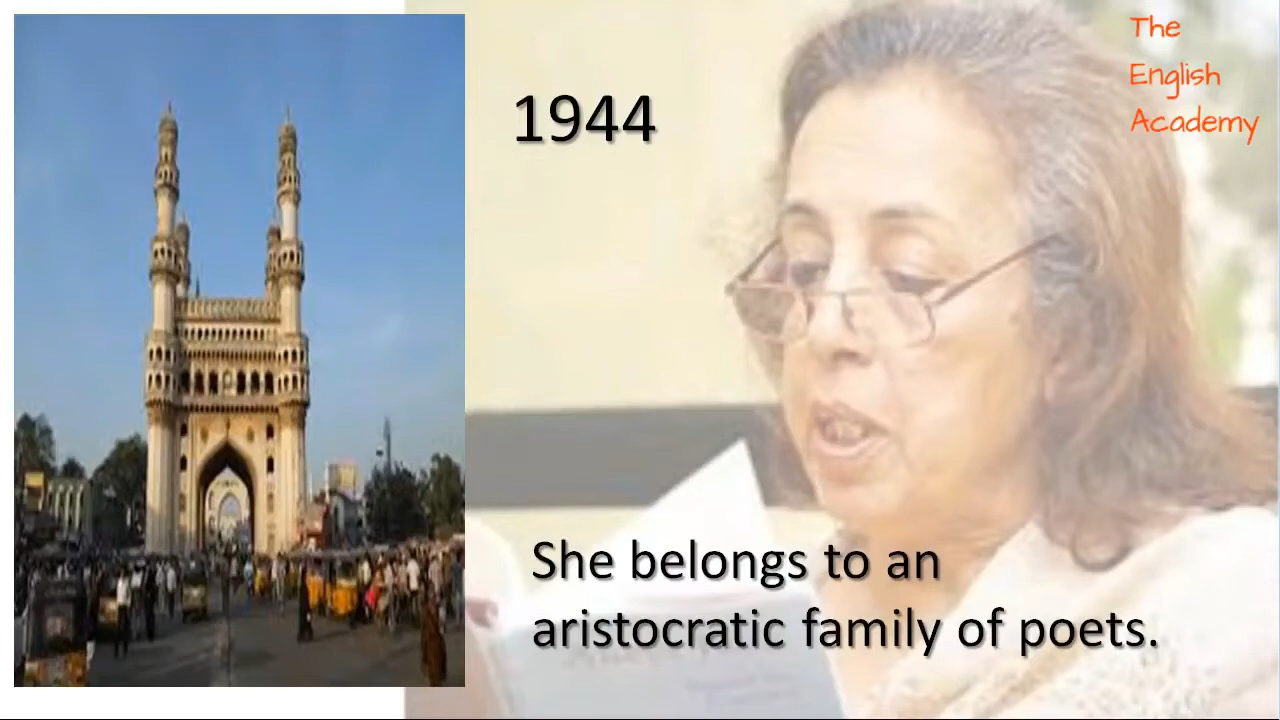 The
English
Academy
1944
She belongs to an
aristocratic family of poets.